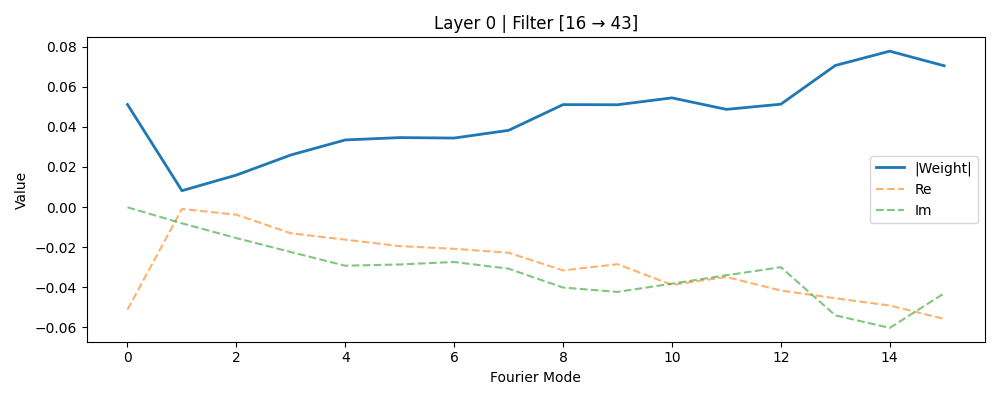 Layer 0 | Filter [16 → 43]
0.08
0.06
0.04
0.02
0.00
−0.02
−0.04
−0.06
Value
|Weight|
Re
Im
0 2 4 6 8 10 12 14
Fourier Mode